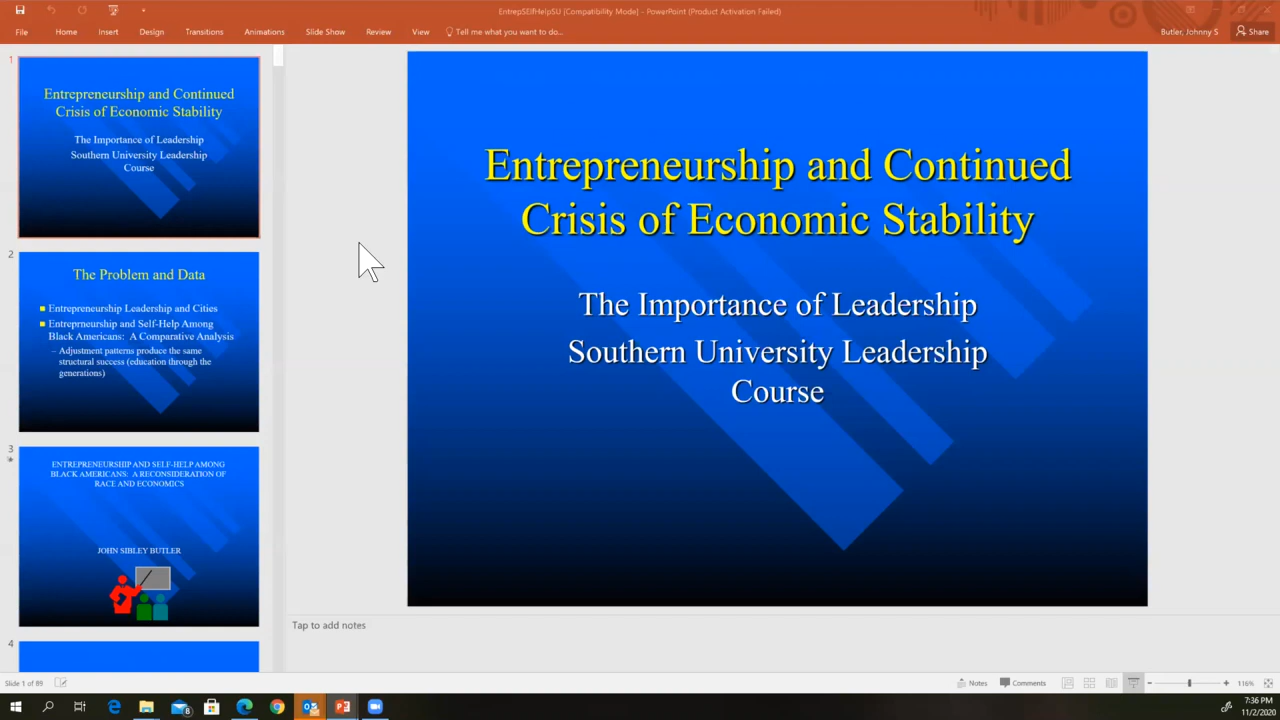 EntrepSElfHelpSU [Compatibility Mode] - PowerPoint (Product Activation Failed)
File Home Insert Design Transitions Animations Slide Show Review View Tell me what you want to do... Butler, Johnny S Share
1
Entrepreneurship and Continued
Crisis of Economic Stability
The Importance of Leadership
Southern University Leadership
Course
2
The Problem and Data
Entrepreneurship Leadership and Cities
Entreprneurship and Self-Help Among
Black Americans: A Comparative Analysis
– Adjustment patterns produce the same
structural success (education through the
generations)
3
ENTREPRENEURSHIP AND SELF-HELP AMONG
BLACK AMERICANS: A RECONSIDERATION OF
RACE AND ECONOMICS
JOHN SIBLEY BUTLER
4
Entrepreneurship and Continued
Crisis of Economic Stability
The Importance of Leadership
Southern University Leadership
Course
Tap to add notes
Slide 1 of 89 Notes Comments 116%
8
7:36 PM
11/2/2020